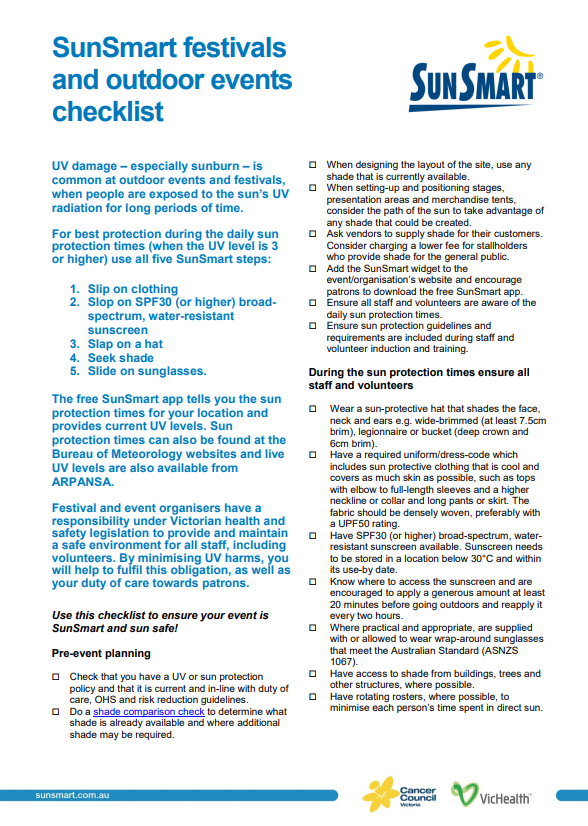 SunSmart festivals
and outdoor events
checklist
SUNSMART®
UV damage – especially sunburn – is
common at outdoor events and festivals,
when people are exposed to the sun's UV
radiation for long periods of time.
For best protection during the daily sun
protection times (when the UV level is 3
or higher) use all five SunSmart steps:
1. Slip on clothing
2. Slop on SPF30 (or higher) broad-
spectrum, water-resistant
sunscreen
3. Slap on a hat
4. Seek shade
5. Slide on sunglasses.
The free SunSmart app tells you the sun
protection times for your location and
provides current UV levels. Sun
protection times can also be found at the
Bureau of Meteorology websites and live
UV levels are also available from
ARPANSA.
Festival and event organisers have a
responsibility under Victorian health and
safety legislation to provide and maintain
a safe environment for all staff, including
volunteers. By minimising UV harms, you
will help to fulfil this obligation, as well as
your duty of care towards patrons.
Use this checklist to ensure your event is
SunSmart and sun safe!
Pre-event planning
☐ Check that you have a UV or sun protection
policy and that it is current and in-line with duty of
care, OHS and risk reduction guidelines.
☐ Do a shade comparison check to determine what
shade is already available and where additional
shade may be required.
☐ When designing the layout of the site, use any
shade that is currently available.
☐ When setting-up and positioning stages,
presentation areas and merchandise tents,
consider the path of the sun to take advantage of
any shade that could be created.
☐ Ask vendors to supply shade for their customers.
Consider charging a lower fee for stallholders
who provide shade for the general public.
☐ Add the SunSmart widget to the
event/organisation's website and encourage
patrons to download the free SunSmart app.
☐ Ensure all staff and volunteers are aware of the
daily sun protection times.
☐ Ensure sun protection guidelines and
requirements are included during staff and
volunteer induction and training.
During the sun protection times ensure all
staff and volunteers
☐ Wear a sun-protective hat that shades the face,
neck and ears e.g. wide-brimmed (at least 7.5cm
brim), legionnaire or bucket (deep crown and
6cm brim).
☐ Have a required uniform/dress-code which
includes sun protective clothing that is cool and
covers as much skin as possible, such as tops
with elbow to full-length sleeves and a higher
neckline or collar and long pants or skirt. The
fabric should be densely woven, preferably with
a UPF50 rating.
☐ Have SPF30 (or higher) broad-spectrum, water-
resistant sunscreen available. Sunscreen needs
to be stored in a location below 30°C and within
its use-by date.
☐ Know where to access the sunscreen and are
encouraged to apply a generous amount at least
20 minutes before going outdoors and reapply it
every two hours.
☐ Where practical and appropriate, are supplied
with or allowed to wear wrap-around sunglasses
that meet the Australian Standard (ASNZS
1067).
☐ Have access to shade from buildings, trees and
other structures, where possible.
☐ Have rotating rosters, where possible, to
minimise each person's time spent in direct sun.
sunsmart.com.au
Cancer
Council
Victoria
VicHealth